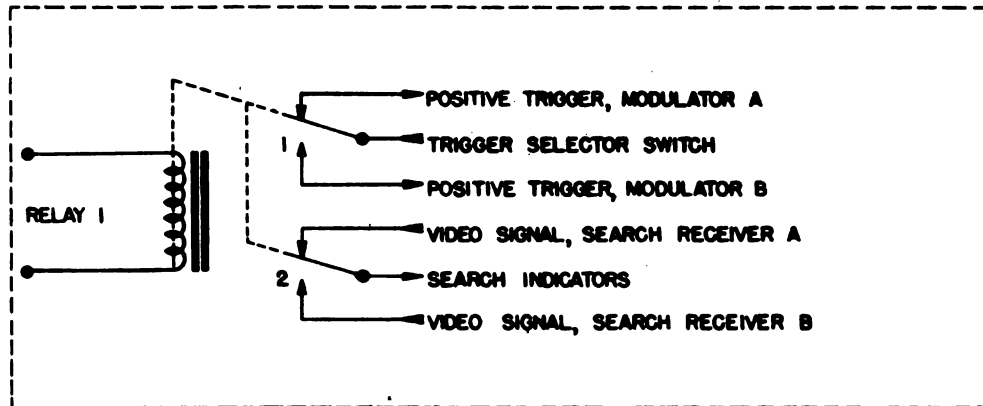 POSITIVE TRIGGER, MODULATOR A
1
TRIGGER SELECTOR SWITCH
POSITIVE TRIGGER, MODULATOR B
RELAY 1
VIDEO SIGNAL, SEARCH RECEIVER A
2
SEARCH INDICATORS
VIDEO SIGNAL, SEARCH RECEIVER B